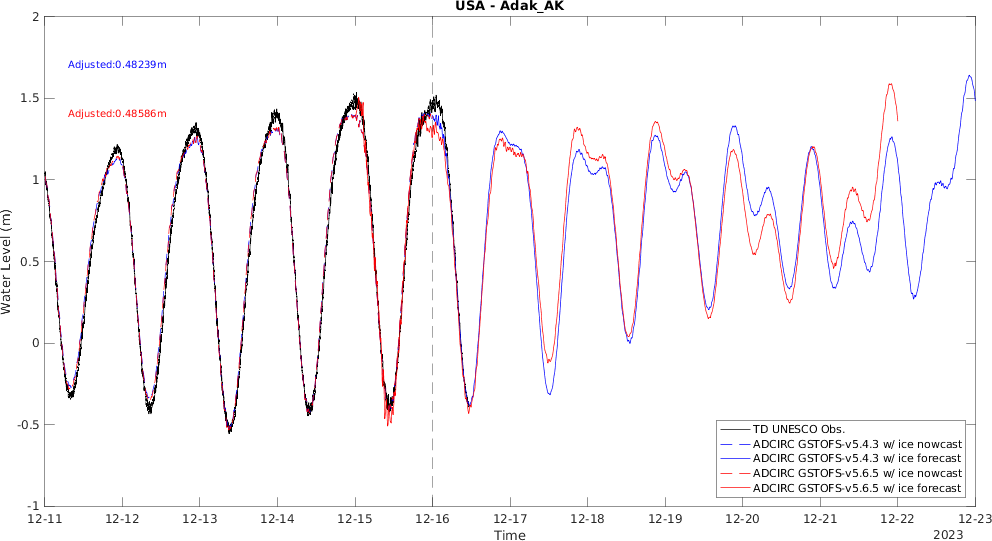 USA - Adak_AK
2
1.5
1
0.5
0
-0.5
-1
Water Level (m)
Adjusted:0.48239m
Adjusted:0.48586m
TD UNESCO Obs.
ADCIRC GSTOFS-v5.4.3 w/ ice nowcast
ADCIRC GSTOFS-v5.4.3 w/ ice forecast
ADCIRC GSTOFS-v5.6.5 w/ ice nowcast
ADCIRC GSTOFS-v5.6.5 w/ ice forecast
12-11 12-12 12-13 12-14 12-15 12-16 12-17 12-18 12-19 12-20 12-21 12-22 12-23
Time
2023